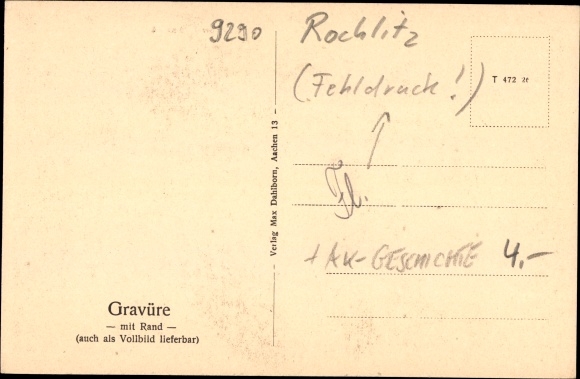 9290
Rochlitz
(Fehldruck!)
T 472 2t
Verlag Max Dahlborn, Aachen 13
+ AK-GESCHICHTE 4.-
Gravüre
— mit Rand —
(auch als Vollbild lieferbar)